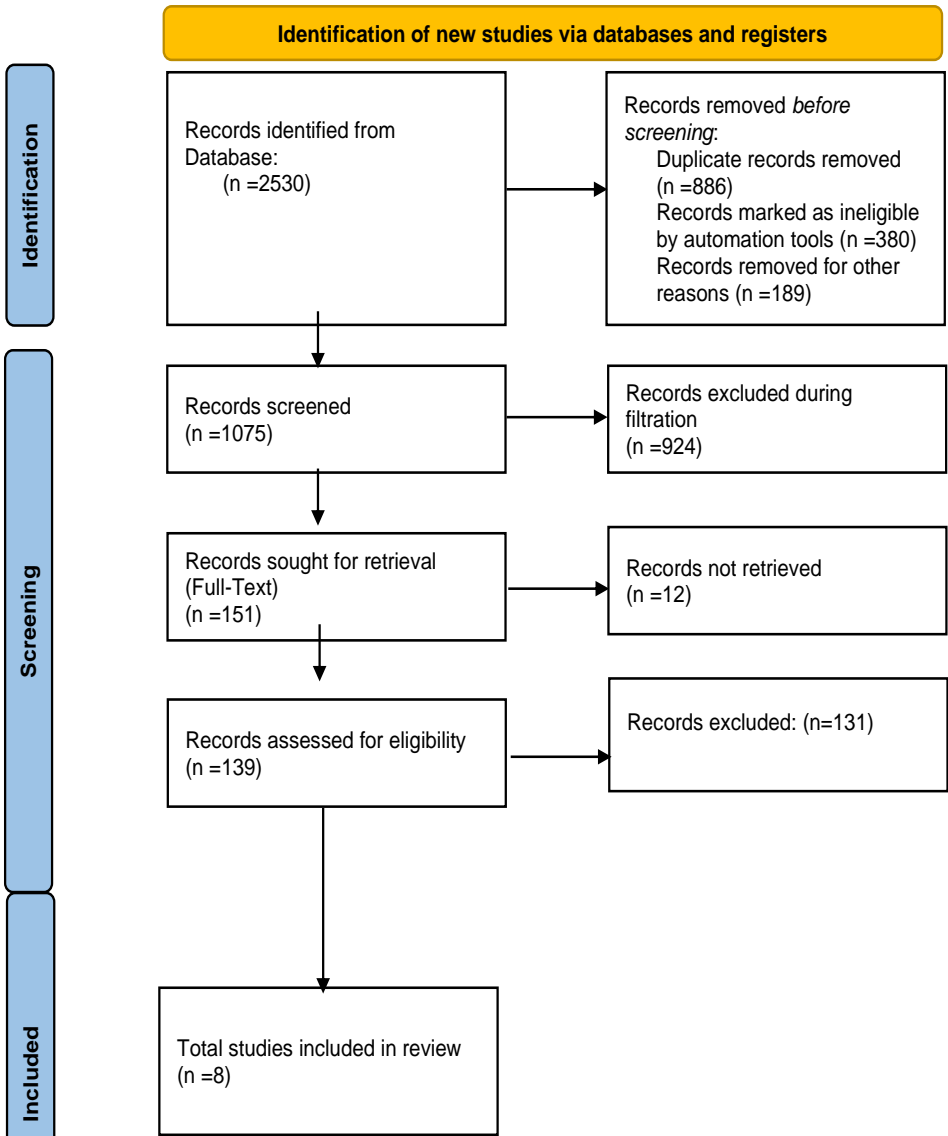 Identification of new studies via databases and registers
Identification
Records identified from
Database:
(n =2530)
Records removed before
screening:
Duplicate records removed
(n =886)
Records marked as ineligible
by automation tools (n =380)
Records removed for other
reasons (n =189)
Screening
Records screened
(n =1075)
Records excluded during
filtration
(n =924)
Records sought for retrieval
(Full-Text)
(n =151)
Records not retrieved
(n =12)
Records assessed for eligibility
(n =139)
Records excluded: (n=131)
Included
Total studies included in review
(n =8)